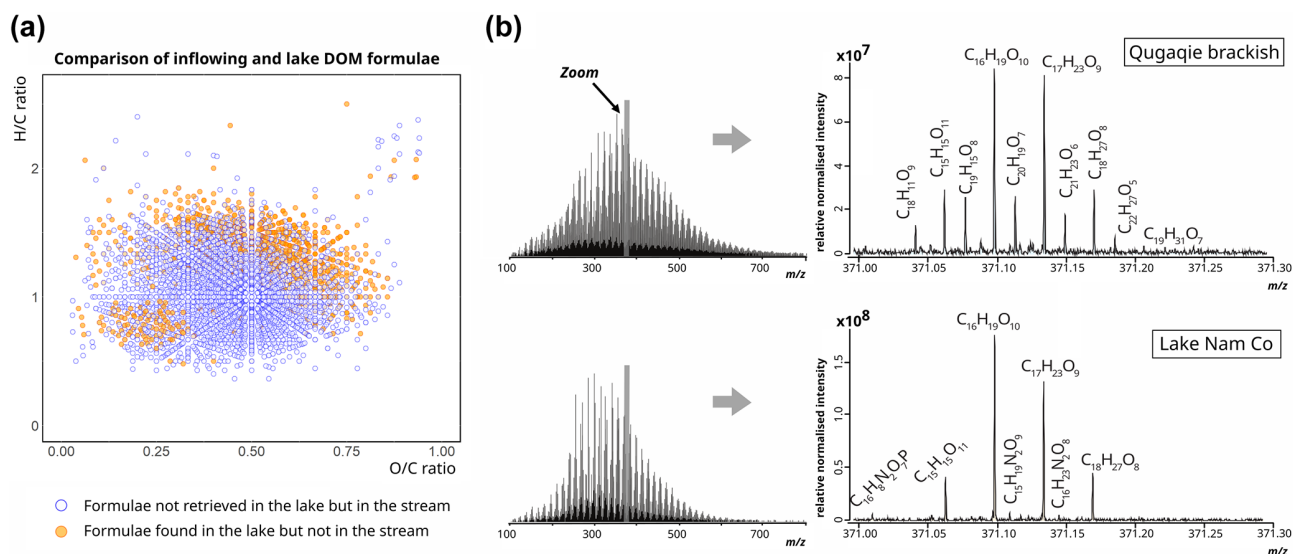 (a)
Comparison of inflowing and lake DOM formulae
H/C ratio
2
1
0
0.00 0.25 0.50 0.75 1.00
O/C ratio
Formulae not retrieved in the lake but in the stream
Formulae found in the lake but not in the stream
(b)
Zoom
100 300 500 700
m/z
Qugaqie brackish
x10⁷
relative normalised intensity
8
6
4
2
0
C₁₈H₁₁O₉
C₁₅H₁₅O₁₁
C₁₉H₁₅O₈
C₁₆H₁₉O₁₀
C₂₀H₁₉O₇
C₁₇H₂₃O₉
C₂₁H₂₃O₆
C₁₈H₂₇O₈
C₂₂H₂₇O₅
C₁₉H₃₁O₇
371.00 371.05 371.10 371.15 371.20 371.25 371.30
m/z
100 300 500 700
m/z
Lake Nam Co
x10⁸
relative normalised intensity
1.5
1.0
0.5
0
C₁₆H₈N₂O₇P
C₁₅H₁₅O₁₁
C₁₆H₁₉O₁₀
C₁₅H₁₉N₂O₉
C₁₇H₂₃O₉
C₁₆H₂₃N₂O₈
C₁₈H₂₇O₈
371.00 371.05 371.10 371.15 371.20 371.25 371.30
m/z